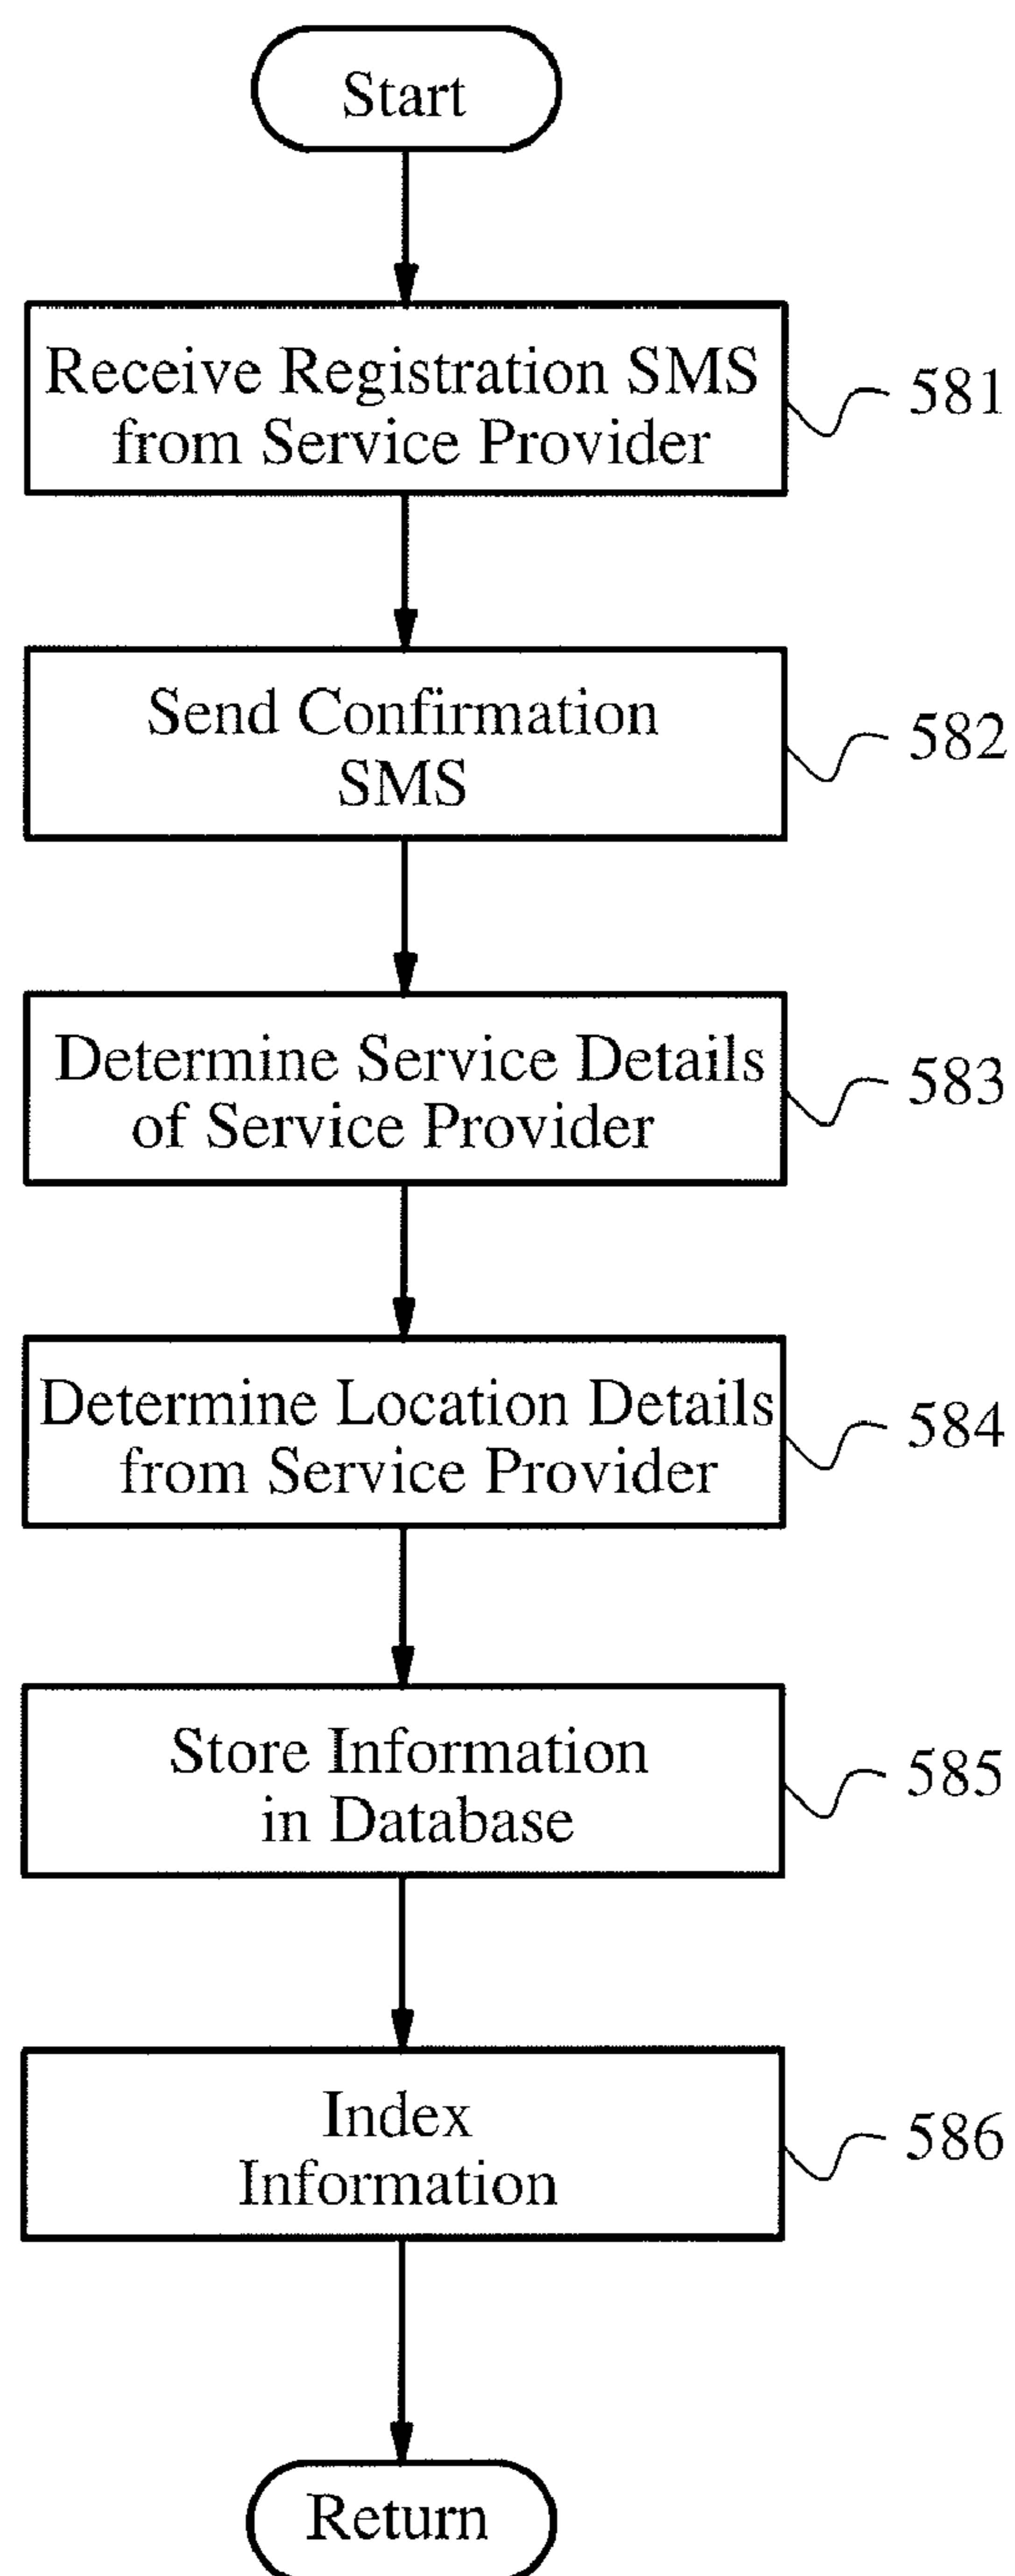 Start
Receive Registration SMS
from Service Provider
581
Send Confirmation
SMS
582
Determine Service Details
of Service Provider
583
Determine Location Details
from Service Provider
584
Store Information
in Database
585
Index
Information
586
Return